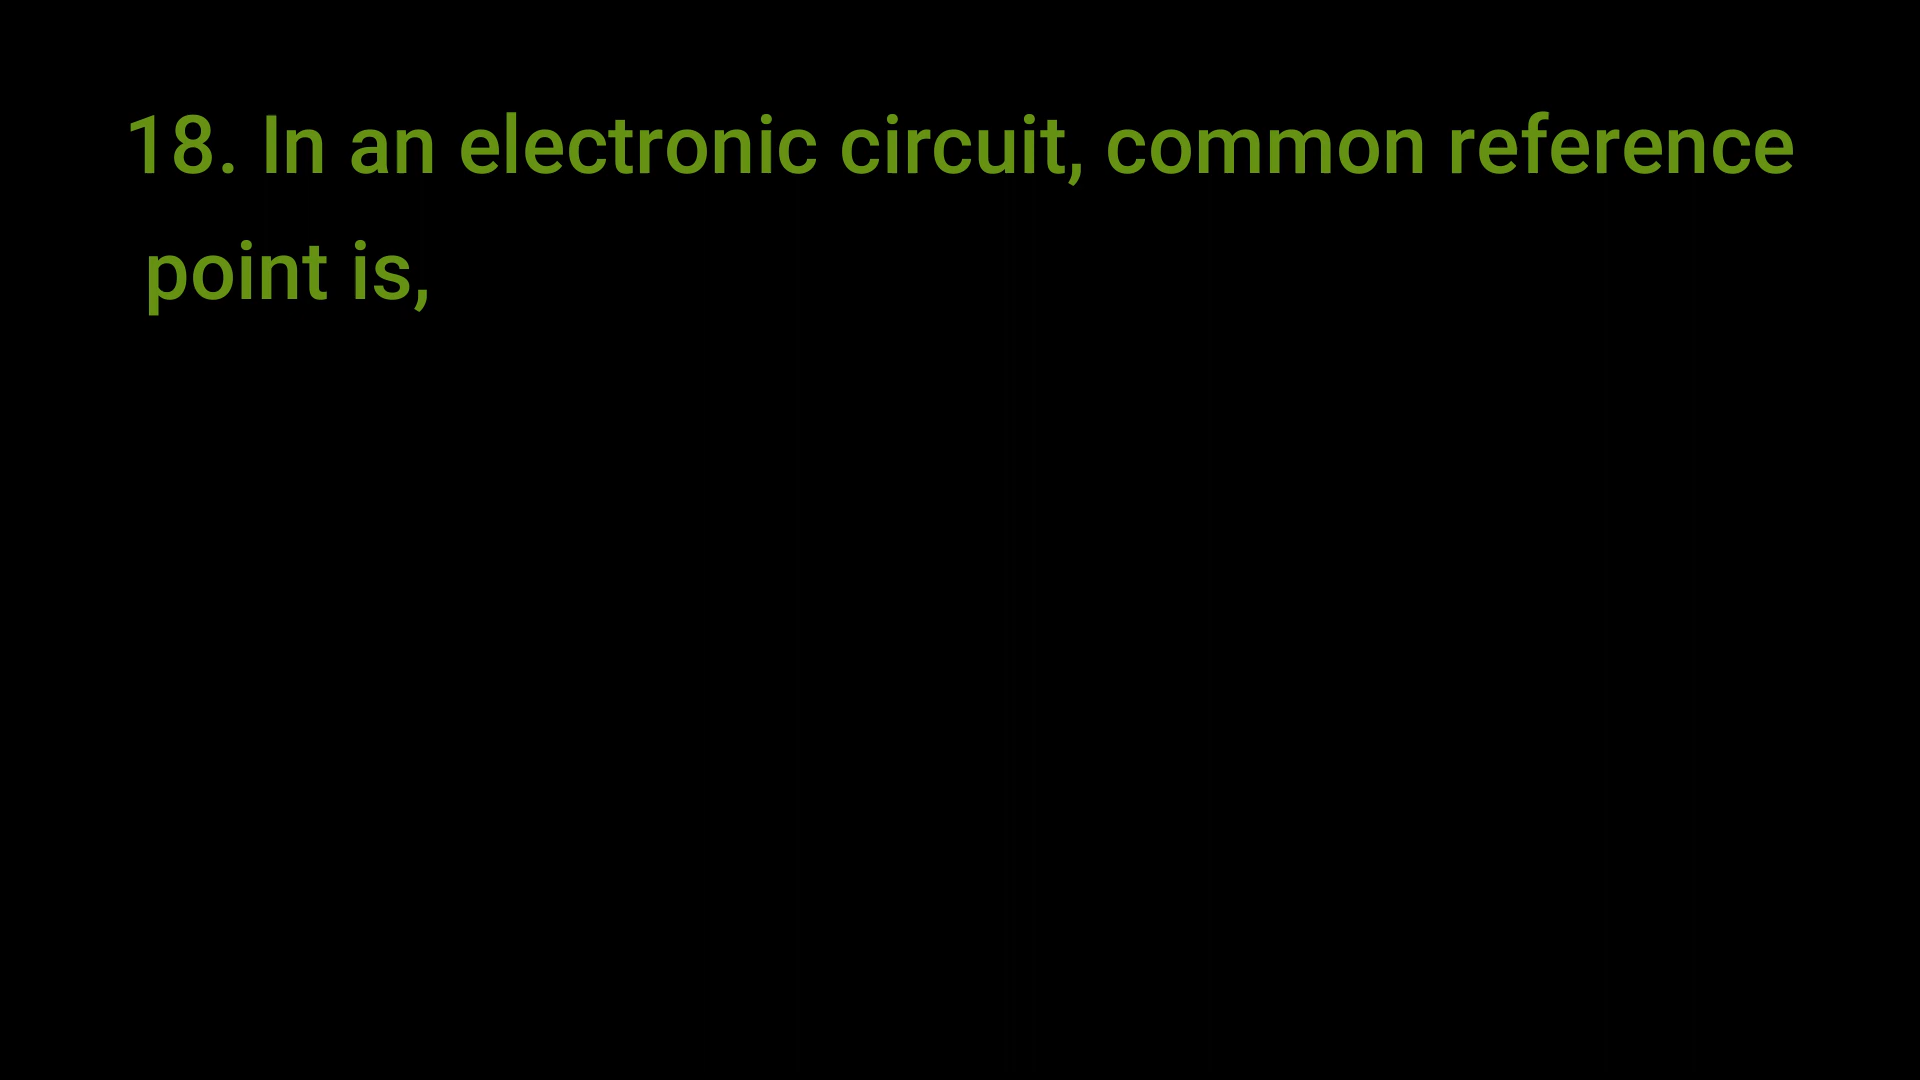 18. In an electronic circuit, common reference
point is,